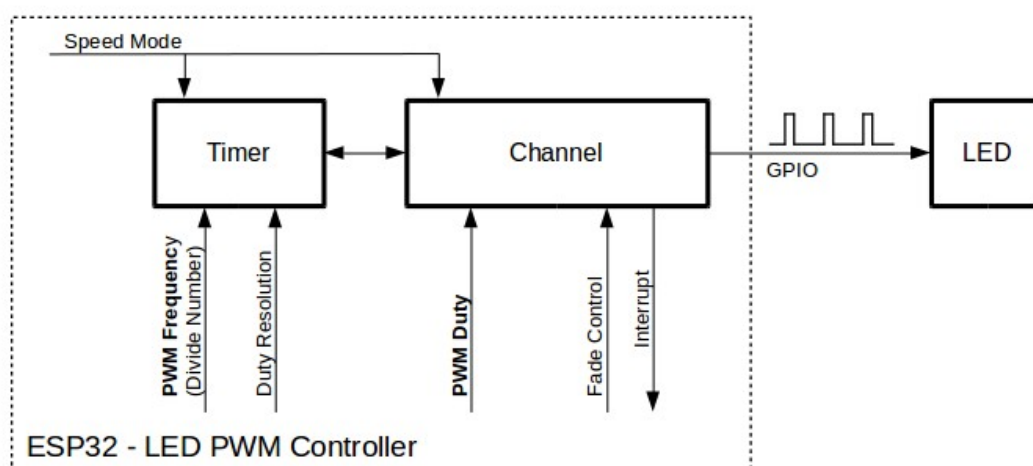 Speed Mode
Timer
Channel
GPIO
LED
PWM Frequency
(Divide Number)
Duty Resolution
PWM Duty
Fade Control
Interrupt
ESP32 - LED PWM Controller